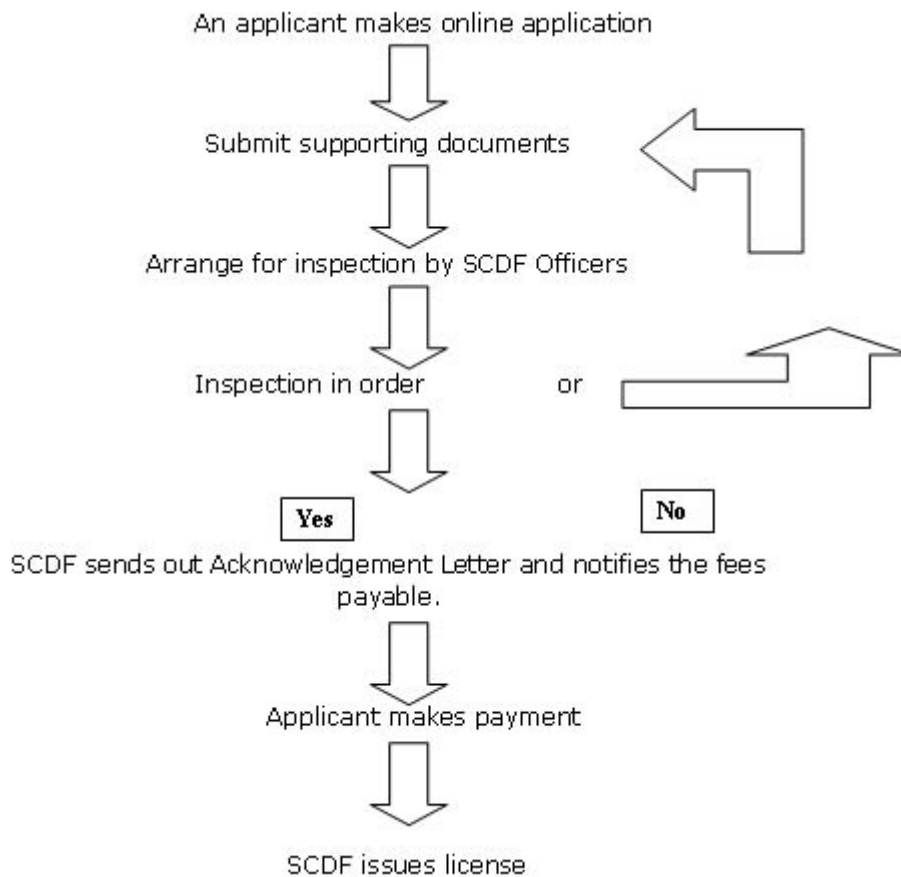 An applicant makes online application
Submit supporting documents
Arrange for inspection by SCDF Officers
Inspection in order or
Yes No
SCDF sends out Acknowledgement Letter and notifies the fees
payable.
Applicant makes payment
SCDF issues license